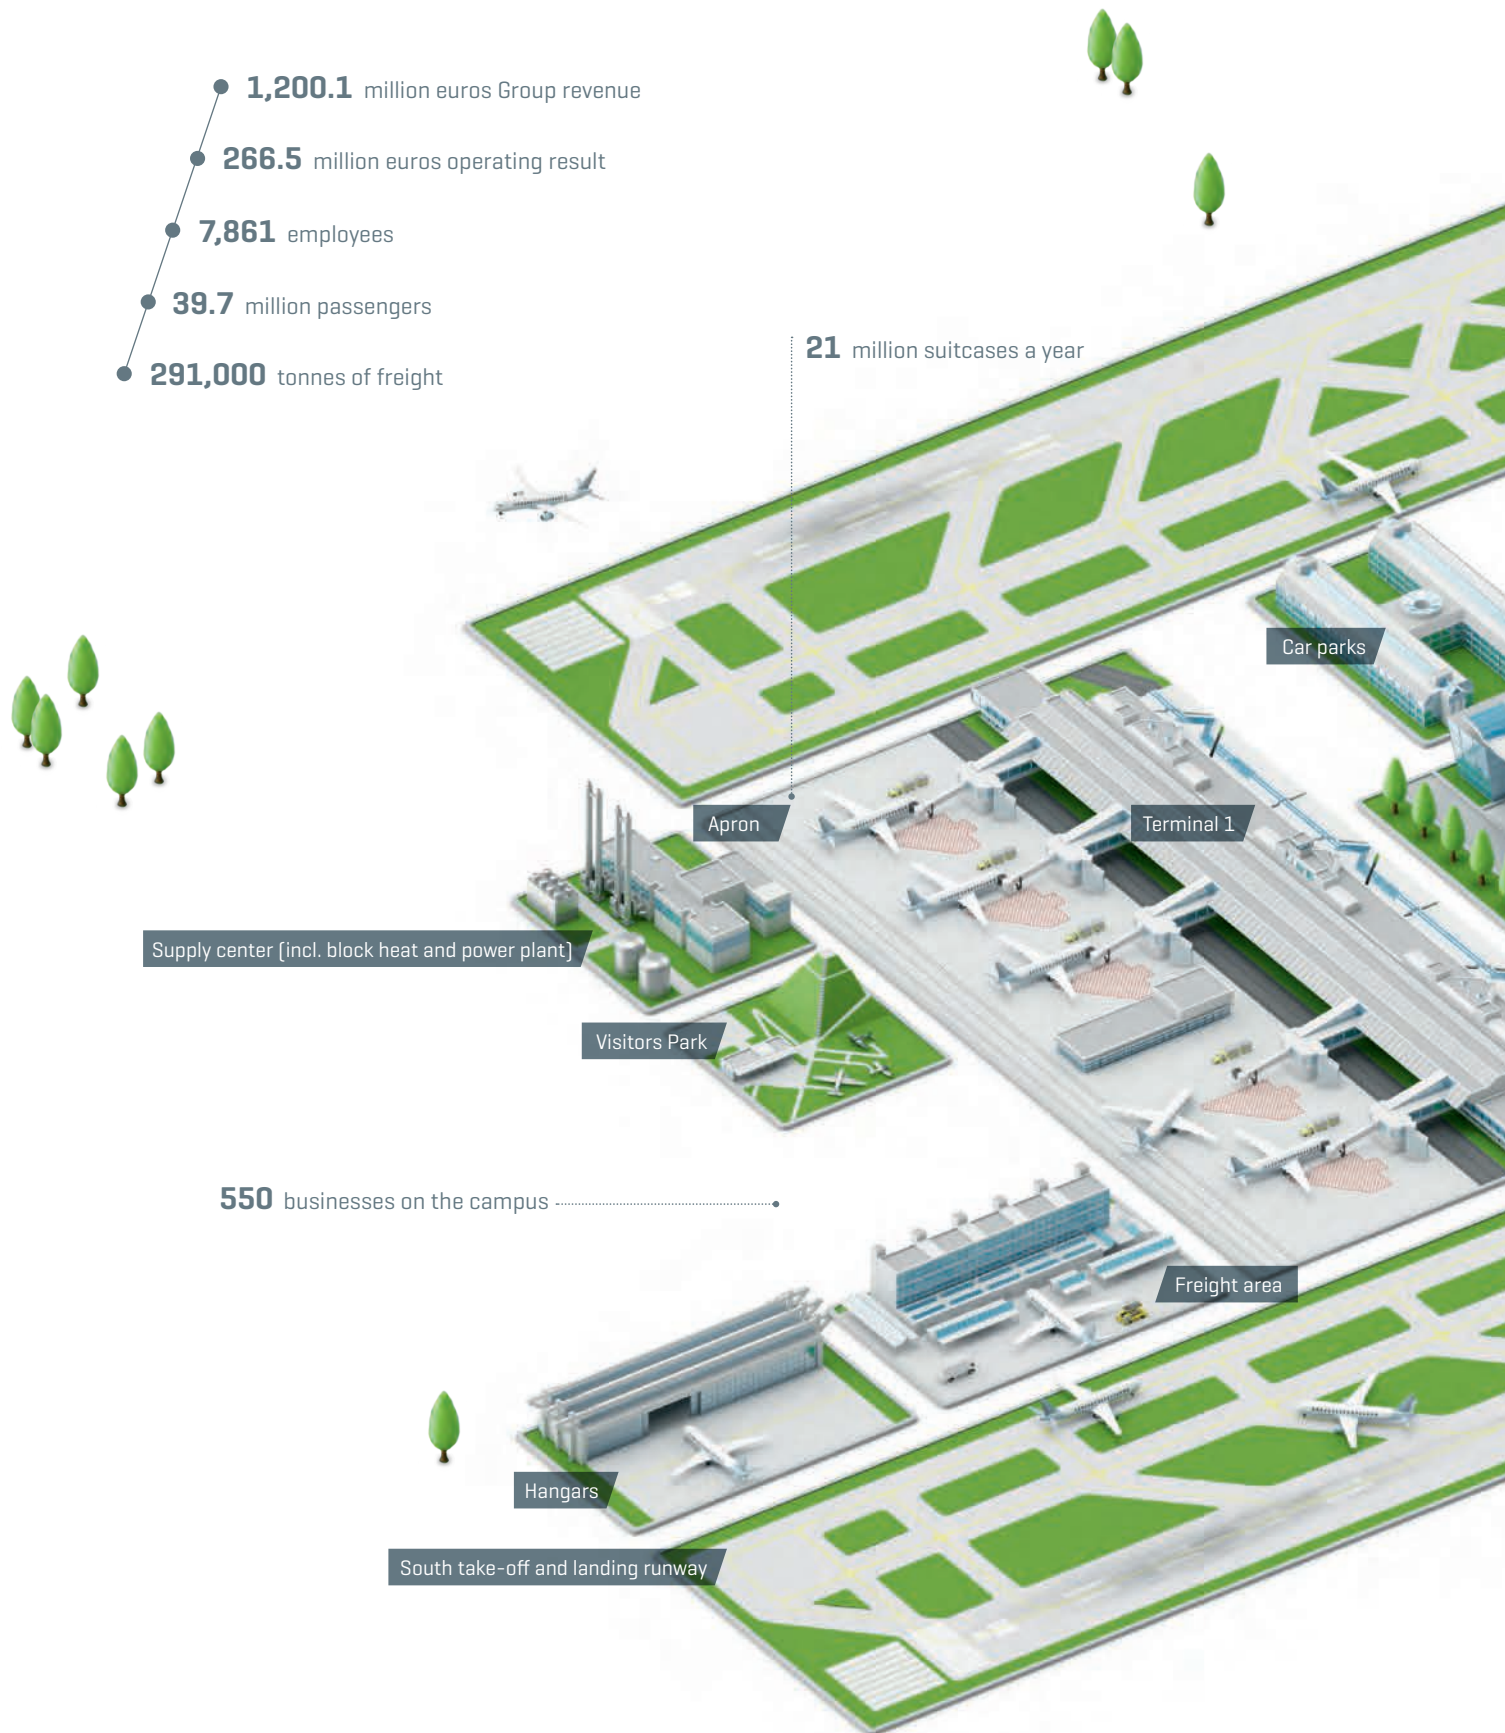 1,200.1 million euros Group revenue
266.5 million euros operating result
7,861 employees
39.7 million passengers
291,000 tonnes of freight
21 million suitcases a year
Car parks
Apron
Terminal 1
Supply center (incl. block heat and power plant)
Visitors Park
550 businesses on the campus
Freight area
Hangars
South take-off and landing runway